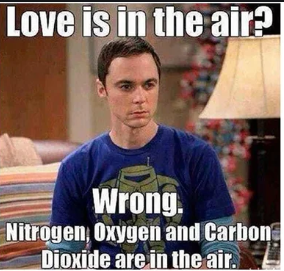 Love is in the air?
Wrong.
Nitrogen, Oxygen and Carbon
Dioxide are in the air.